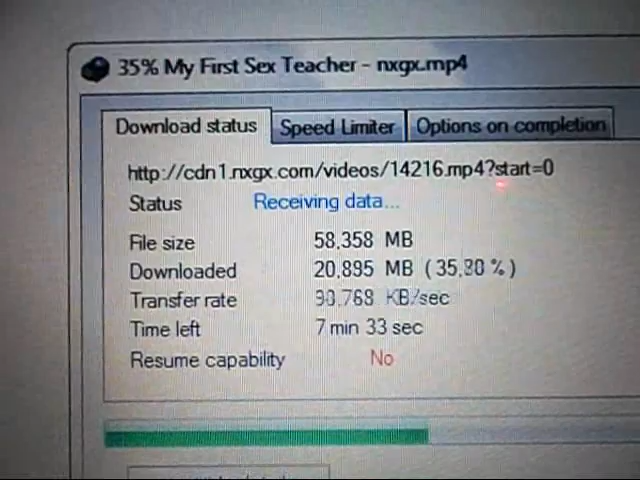 35% My First Sex Teacher - nxgx.mp4
Download status Speed Limiter Options on completion
http://cdn1.nxgx.com/videos/14216.mp4?start=0
Status Receiving data...
File size 58.358 MB
Downloaded 20.895 MB ( 35.80 % )
Transfer rate KB/sec
Time left 7 min 33 sec
Resume capability No